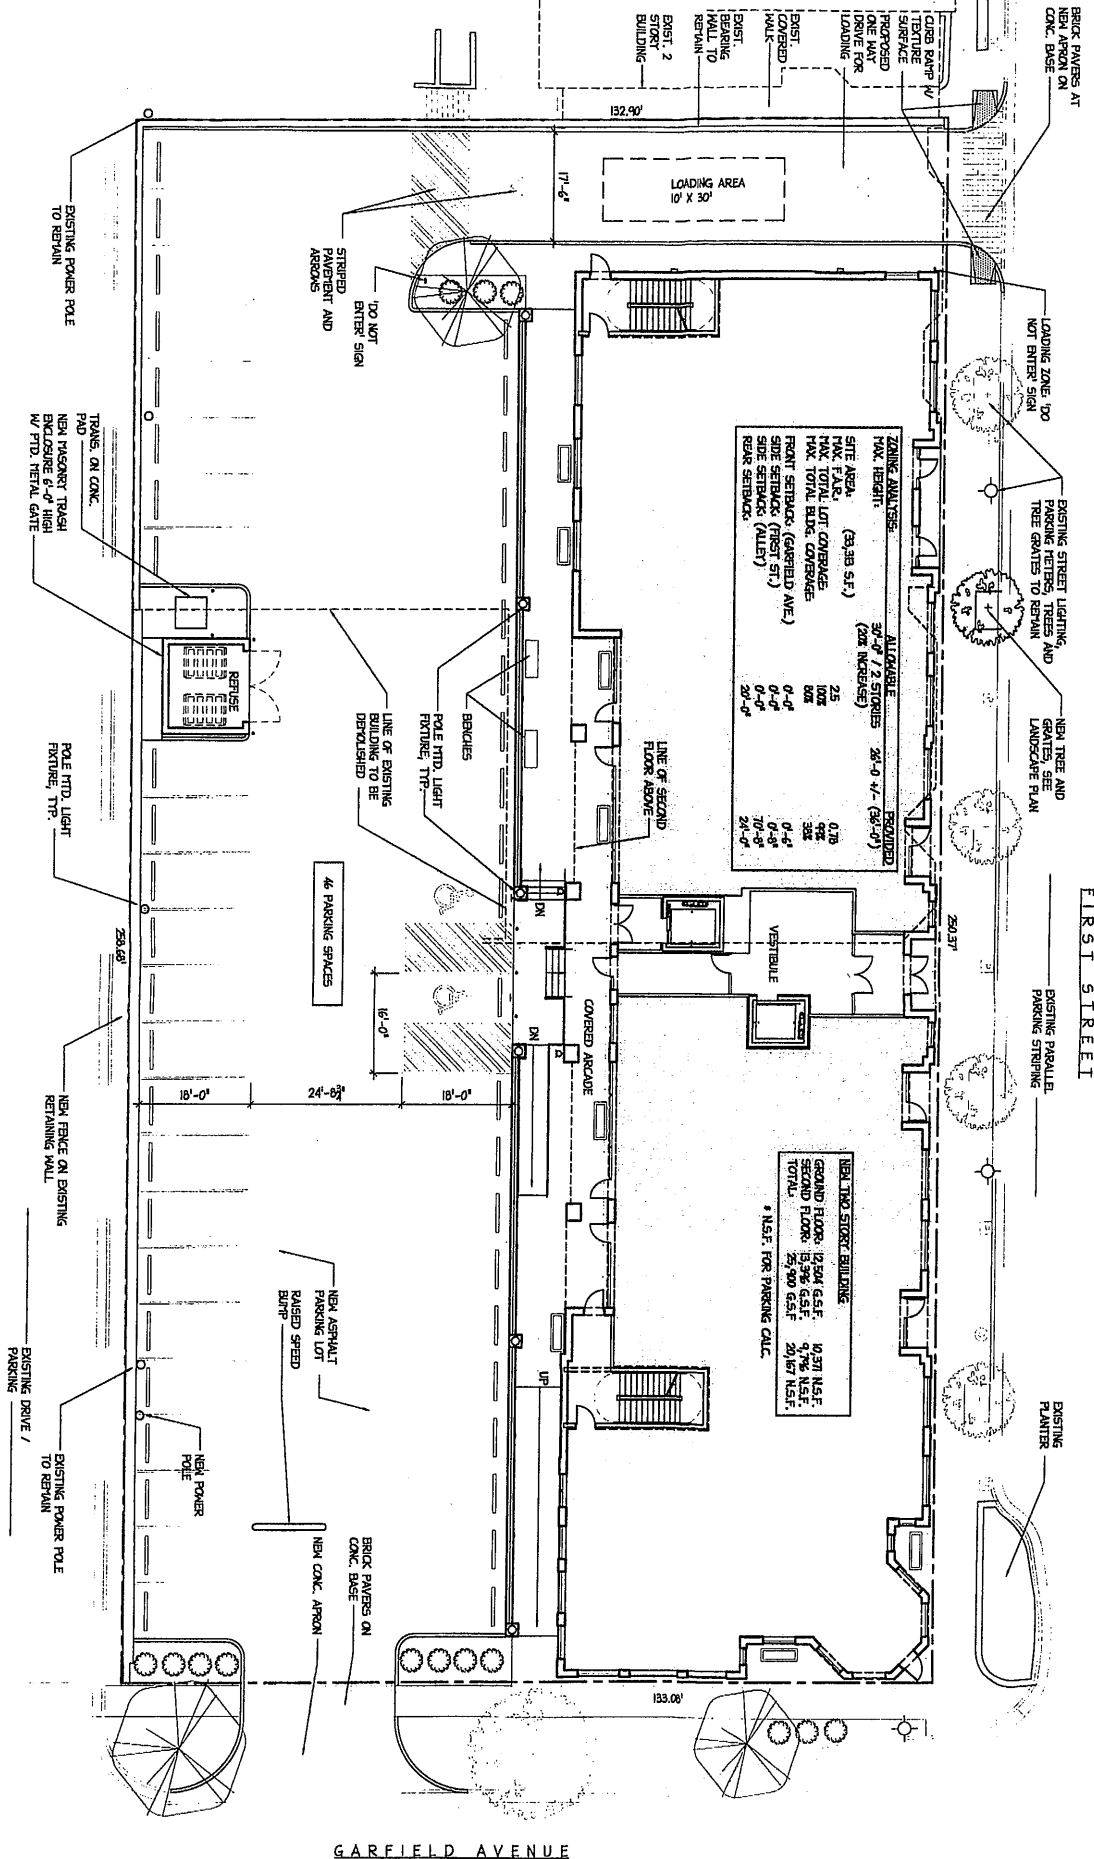 FIRST STREET
GARFIELD AVENUE
BRICK PAVERS AT
NEW APRON ON
CONC. BASE
CURB RAMP W/
TEXTURE
SURFACE
PROPOSED
ONE WAY
DRIVE FOR
LOADING
EXIST.
COVERED
WALK
EXIST.
BEARING
WALL TO
REMAIN
EXIST. 2
STORY
BUILDING
LOADING ZONE: 'DO
NOT ENTER' SIGN
EXISTING STREET LIGHTING,
PARKING METERS, TREES AND
TREE GRATES TO REMAIN
NEW TREE AND
GRATES, SEE
LANDSCAPE PLAN
EXISTING PARALLEL
PARKING STRIPING
EXISTING
PLANTER
132.90'
250.37'
133.08'
258.68'
LOADING AREA
10' X 30'
17'-6"
ZONING ANALYSIS: ALLOWABLE PROVIDED
MAX. HEIGHT: 30'-0" / 2 STORIES 26'-0 +/- (36'-0")
(20% INCREASE)
SITE AREA: (33,313 S.F.)
MAX. F.A.R.: 2.5 0.78
MAX. TOTAL LOT COVERAGE: 100% 99%
MAX. TOTAL BLDG. COVERAGE: 80% 38%
FRONT SETBACK: (GARFIELD AVE.) 0'-0" 0'-6"
SIDE SETBACK: (FIRST ST.) 0'-0" 0'-8"
SIDE SETBACK: (ALLEY) 0'-0" 70'-8"
REAR SETBACK: 20'-0" 24'-0"
NEW TWO STORY BUILDING
GROUND FLOOR: 12,504 G.S.F. 10,371 N.S.F.
SECOND FLOOR: 13,396 G.S.F. 9,796 N.S.F.
TOTAL: 25,900 G.S.F 20,167 N.S.F.
* N.S.F. FOR PARKING CALC.
VESTIBULE
LINE OF SECOND
FLOOR ABOVE
COVERED ARCADE
DN
DN
UP
STRIPED
PAVEMENT AND
ARROWS
'DO NOT
ENTER' SIGN
BENCHES
POLE MTD. LIGHT
FIXTURE, TYP.
LINE OF EXISTING
BUILDING TO BE
DEMOLISHED
46 PARKING SPACES
16'-0"
18'-0"
18'-0"
REFUSE
EXISTING POWER POLE
TO REMAIN
TRANS. ON CONC.
PAD
NEW MASONRY TRASH
ENCLOSURE 6'-0" HIGH
W/ PTD. METAL GATE
POLE MTD. LIGHT
FIXTURE, TYP.
NEW FENCE ON EXISTING
RETAINING WALL
NEW ASPHALT
PARKING LOT
RAISED SPEED
BUMP
NEW POWER
POLE
EXISTING POWER POLE
TO REMAIN
EXISTING DRIVE /
PARKING
BRICK PAVERS ON
CONC. BASE
NEW CONC. APRON